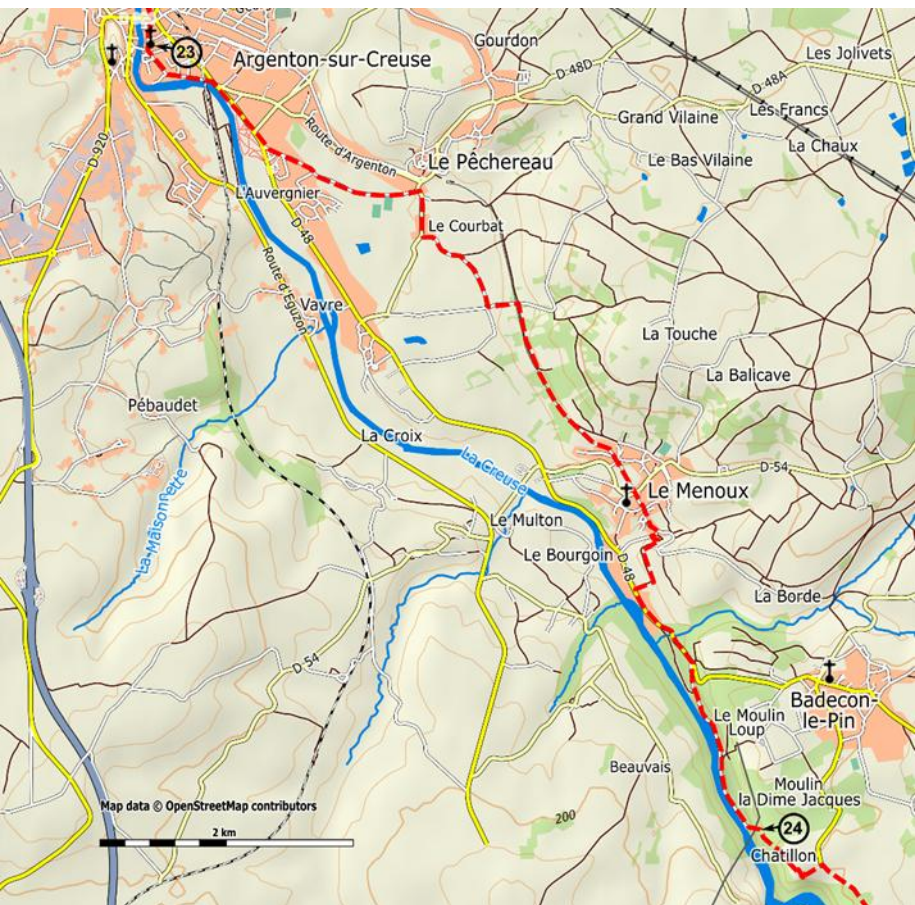 Gourdon
Les Jolivets
23
Argenton-sur-Creuse
D-48D
D-48A
Grand Vilaine
Les Francs
La Chaux
D-920
Route-d'Argenton
Le Pêchereau
Le Bas Vilaine
L'Auvergnier
Le Courbat
D-48
Route d'Eguzon
Vavre
La Touche
La Balicave
Pébaudet
La Croix
La Creuse
D-54
La Maisonnette
Le Menoux
Le Multon
Le Bourgoin
D-48
La Borde
D-54
Badecon-
le-Pin
Le Moulin
Loup
Beauvais
Moulin
la Dime Jacques
Map data © OpenStreetMap contributors
200
2 km
24
Chatillon